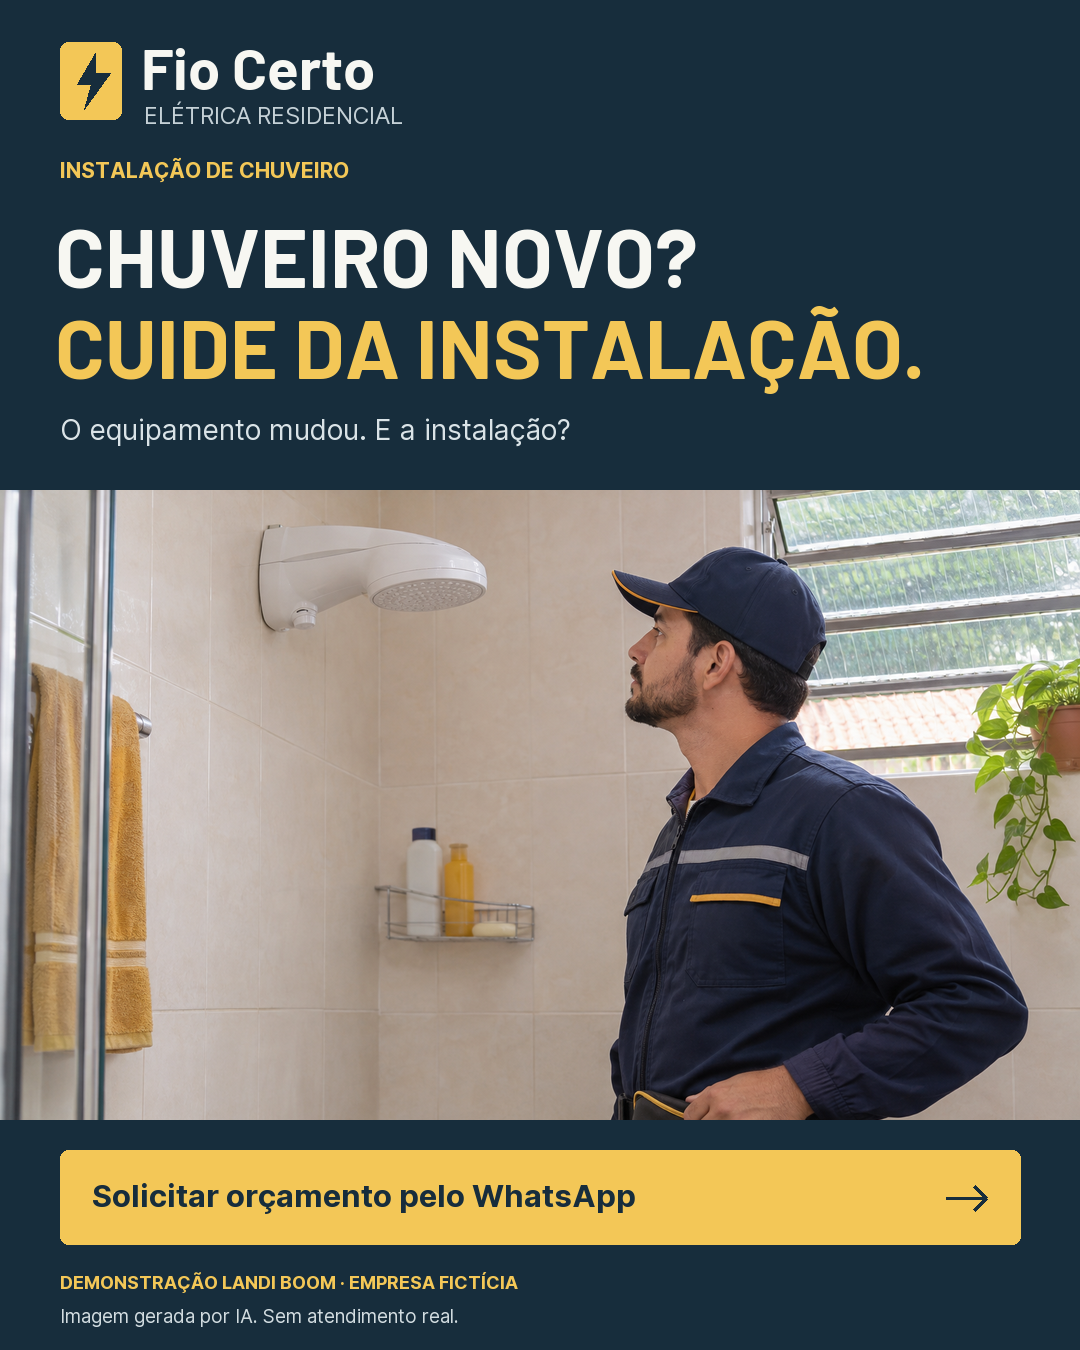 Fio Certo
ELÉTRICA RESIDENCIAL
INSTALAÇÃO DE CHUVEIRO
CHUVEIRO NOVO?
CUIDE DA INSTALAÇÃO.
O equipamento mudou. E a instalação?
Solicitar orçamento pelo WhatsApp
DEMONSTRAÇÃO LANDI BOOM · EMPRESA FICTÍCIA
Imagem gerada por IA. Sem atendimento real.